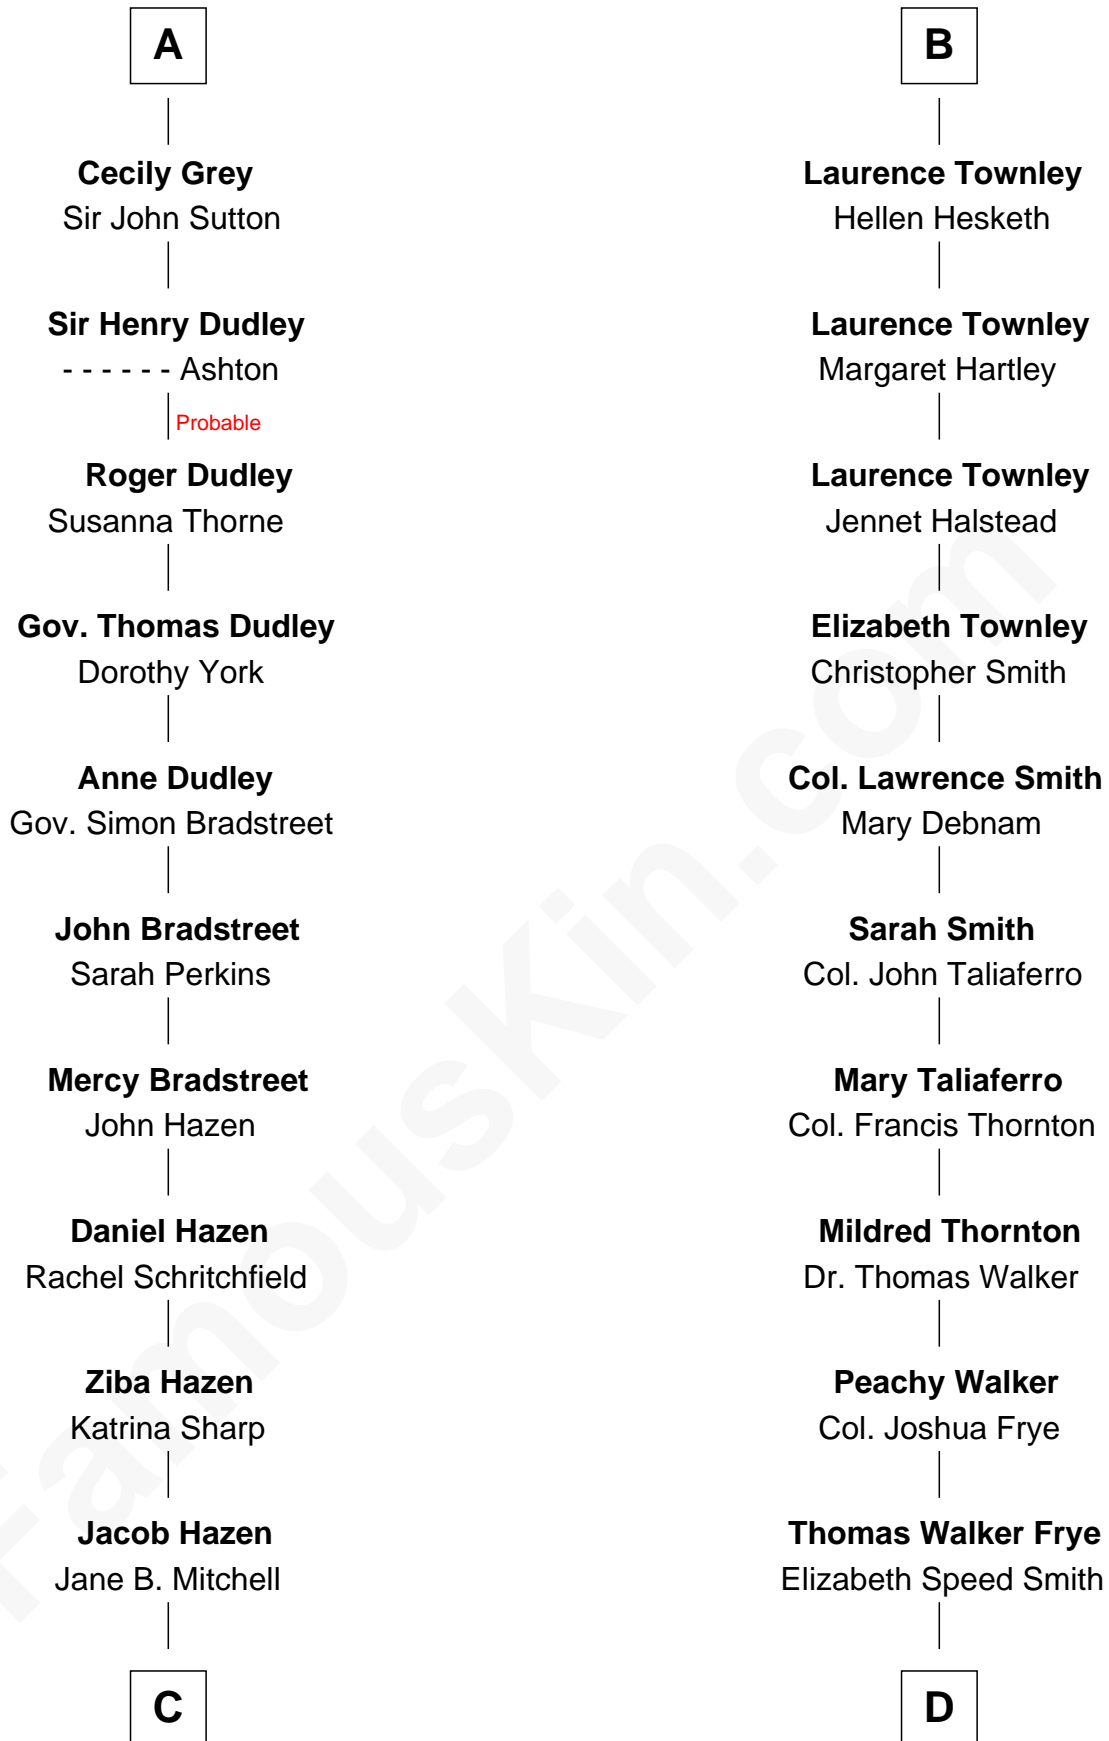 A
Cecily Grey
Sir John Sutton
Sir Henry Dudley
- - - - - - Ashton
Probable
Roger Dudley
Susanna Thorne
Gov. Thomas Dudley
Dorothy York
Anne Dudley
Gov. Simon Bradstreet
John Bradstreet
Sarah Perkins
Mercy Bradstreet
John Hazen
Daniel Hazen
Rachel Schritchfield
Ziba Hazen
Katrina Sharp
Jacob Hazen
Jane B. Mitchell
C
B
Laurence Townley
Hellen Hesketh
Laurence Townley
Margaret Hartley
Laurence Townley
Jennet Halstead
Elizabeth Townley
Christopher Smith
Col. Lawrence Smith
Mary Debnam
Sarah Smith
Col. John Taliaferro
Mary Taliaferro
Col. Francis Thornton
Mildred Thornton
Dr. Thomas Walker
Peachy Walker
Col. Joshua Frye
Thomas Walker Frye
Elizabeth Speed Smith
D
FamousKin.com